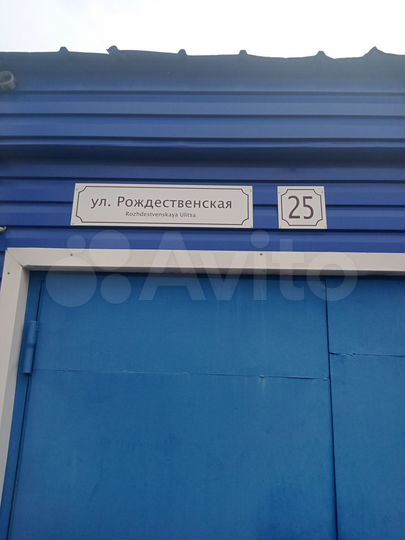 ул. Рождественская
Rozhdestvenskaya Ulitsa
25
Avito